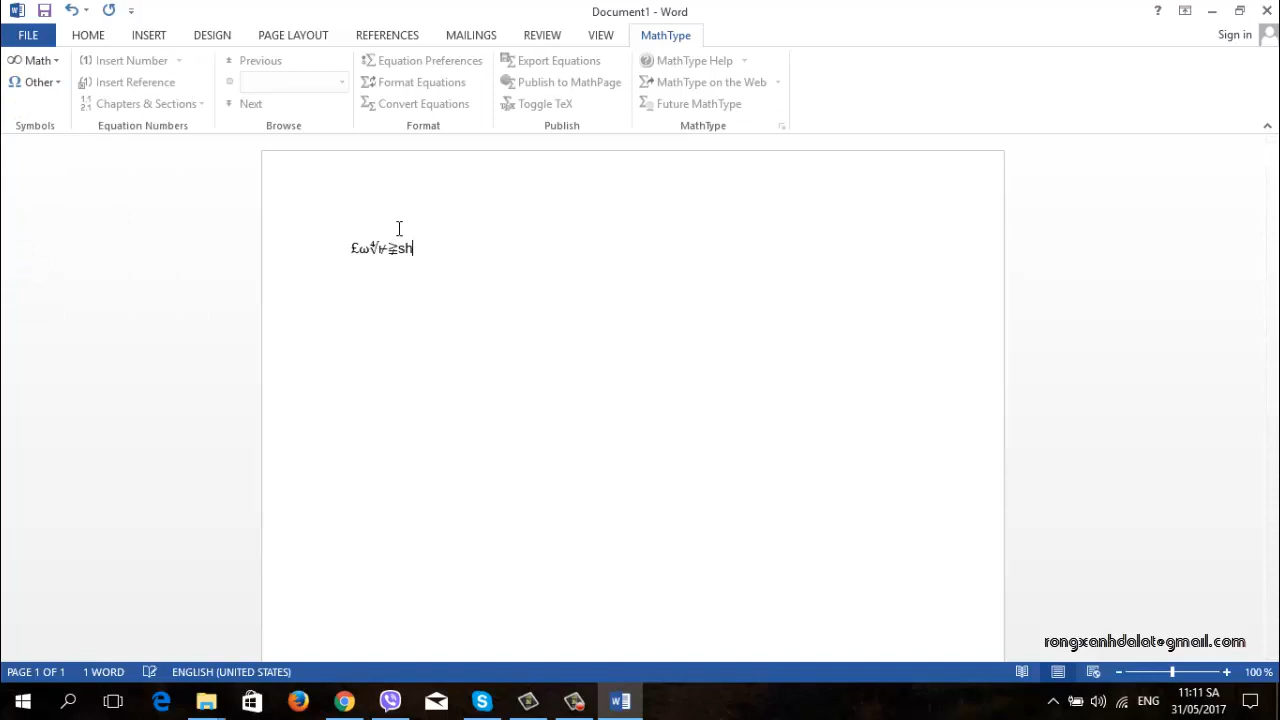 Document1 - Word
? 
Sign in
FILE HOME INSERT DESIGN PAGE LAYOUT REFERENCES MAILINGS REVIEW VIEW MathType
Math Insert Number Previous Equation Preferences Export Equations MathType Help
Other Insert Reference Format Equations Publish to MathPage MathType on the Web
Chapters & Sections Next Convert Equations Toggle TeX Future MathType
Symbols Equation Numbers Browse Format Publish MathType
£ω∜⊬≩sh
rongxanhdalat@gmail.com
PAGE 1 OF 1 1 WORD ENGLISH (UNITED STATES) 100 %
ENG 11:11 SA
31/05/2017